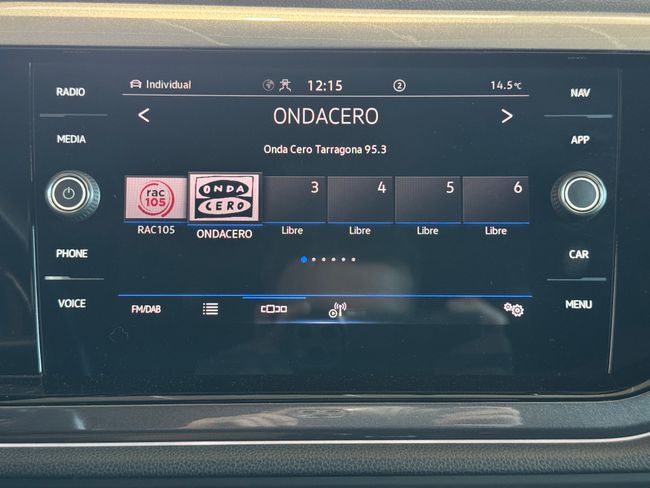 RADIO
MEDIA
PHONE
VOICE
Individual
12:15
2
14.5°C
ONDACERO
Onda Cero Tarragona 95.3
rac
105
ONDA
CERO
3
4
5
6
RAC105
ONDACERO
Libre
Libre
Libre
Libre
FM/DAB
NAV
APP
CAR
MENU